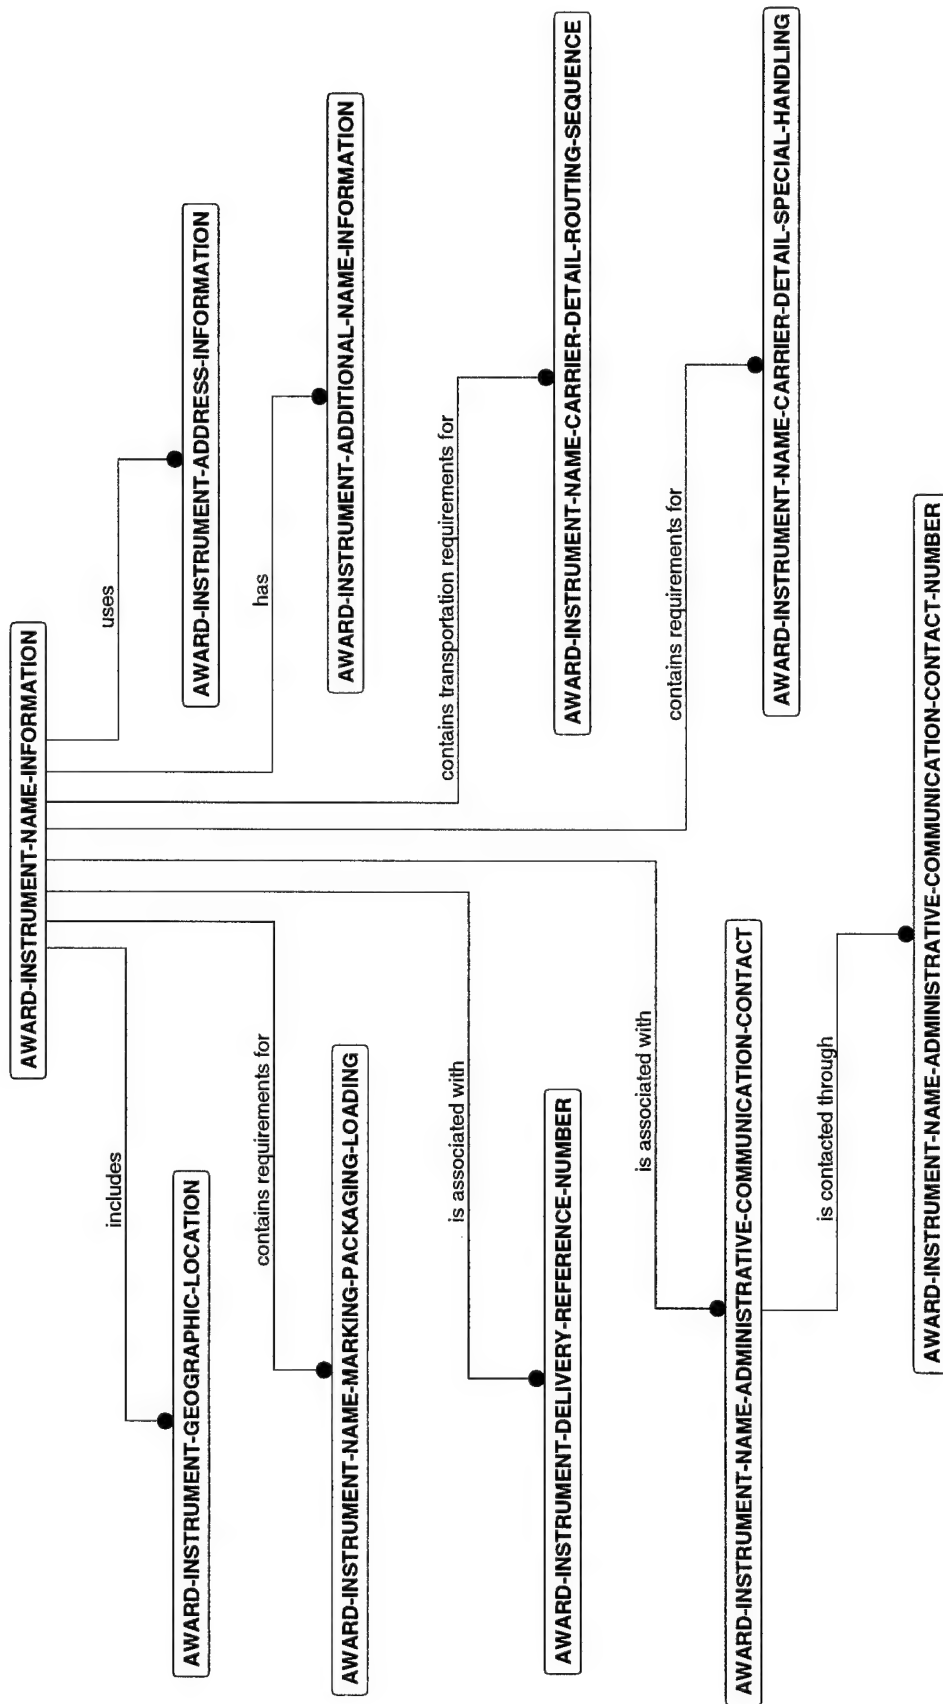 AWARD-INSTRUMENT-NAME-INFORMATION
includes
uses
AWARD-INSTRUMENT-GEOGRAPHIC-LOCATION
AWARD-INSTRUMENT-ADDRESS-INFORMATION
contains requirements for
has
AWARD-INSTRUMENT-NAME-MARKING-PACKAGING-LOADING
AWARD-INSTRUMENT-ADDITIONAL-NAME-INFORMATION
is associated with
contains transportation requirements for
AWARD-INSTRUMENT-DELIVERY-REFERENCE-NUMBER
AWARD-INSTRUMENT-NAME-CARRIER-DETAIL-ROUTING-SEQUENCE
is associated with
contains requirements for
AWARD-INSTRUMENT-NAME-ADMINISTRATIVE-COMMUNICATION-CONTACT
AWARD-INSTRUMENT-NAME-CARRIER-DETAIL-SPECIAL-HANDLING
is contacted through
AWARD-INSTRUMENT-NAME-ADMINISTRATIVE-COMMUNICATION-CONTACT-NUMBER